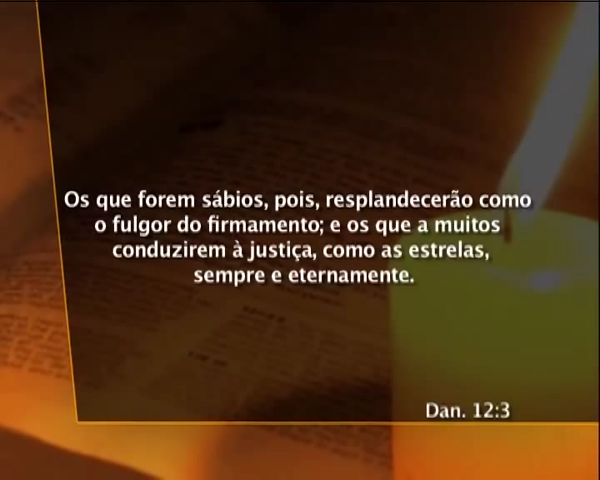 Os que forem sábios, pois, resplandecerão como
o fulgor do firmamento; e os que a muitos
conduzirem à justiça, como as estrelas,
sempre e eternamente.
Dan. 12:3